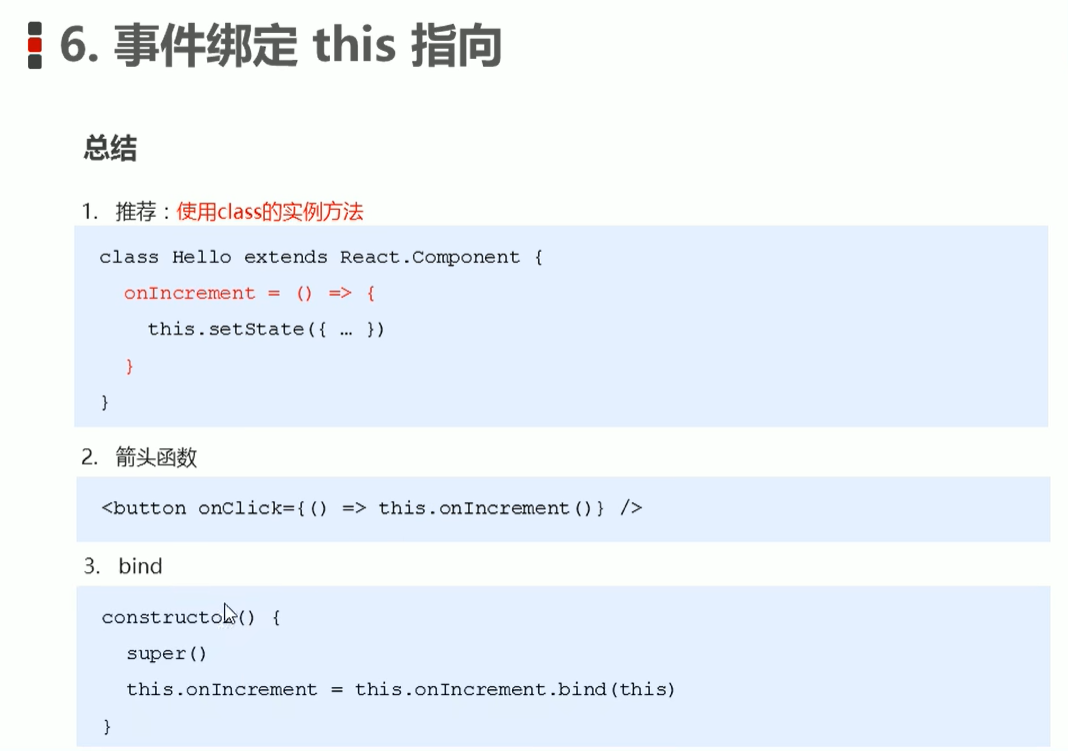 6. 事件绑定 this 指向
总结
1. 推荐：使用class的实例方法
class Hello extends React.Component {
onIncrement = () => {
this.setState({ … })
}
}
2. 箭头函数
<button onClick={() => this.onIncrement()} />
3. bind
constructor() {
super()
this.onIncrement = this.onIncrement.bind(this)
}